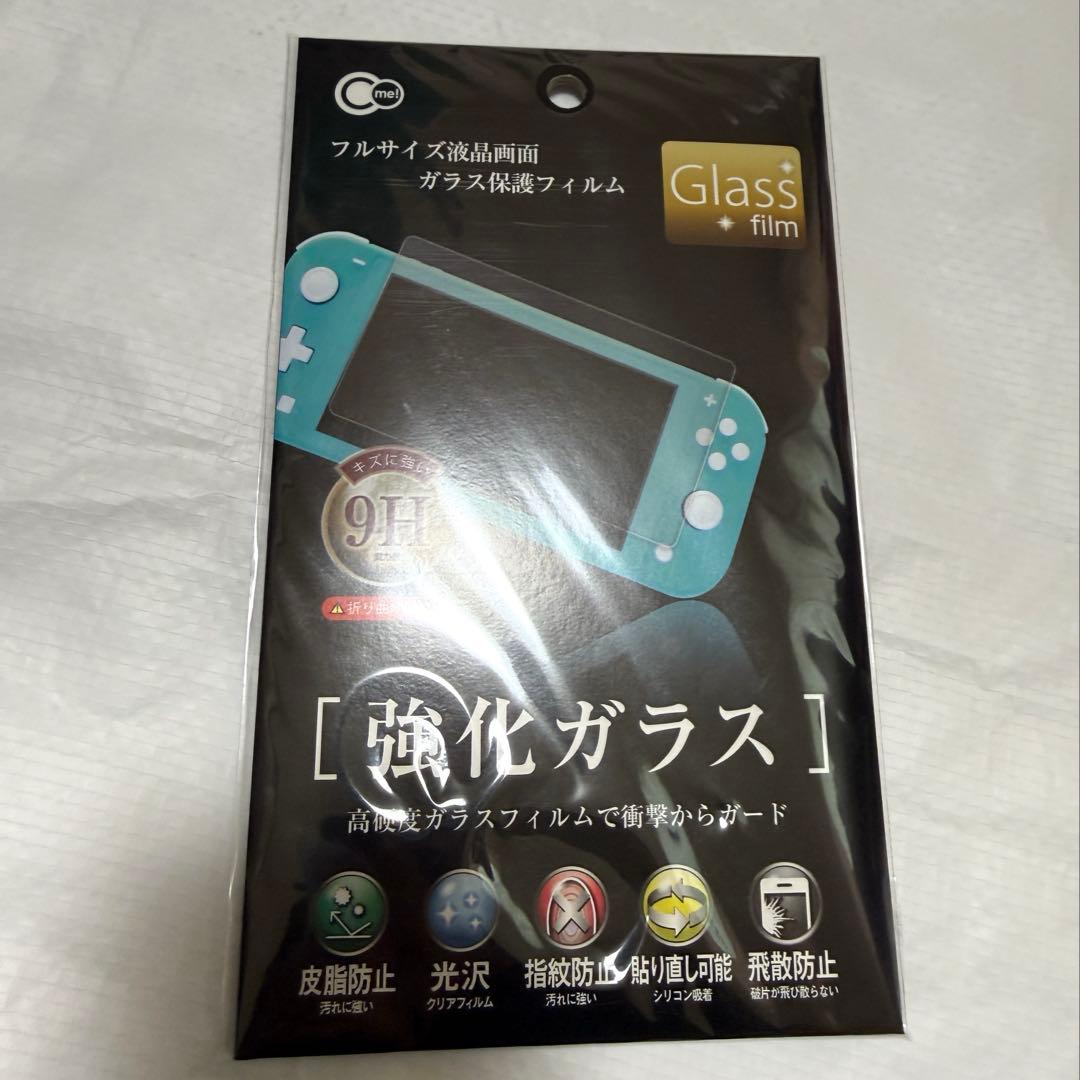 C me!
フルサイズ液晶画面
ガラス保護フィルム
Glass
film
キズに強い
9H
折り曲
[強化ガラス]
高硬度ガラスフィルムで衝撃からガード
皮脂防止
汚れに強い
光沢
クリアフィルム
指紋防止
汚れに強い
貼り直し可能
シリコン吸着
飛散防止
破片が飛び散らない